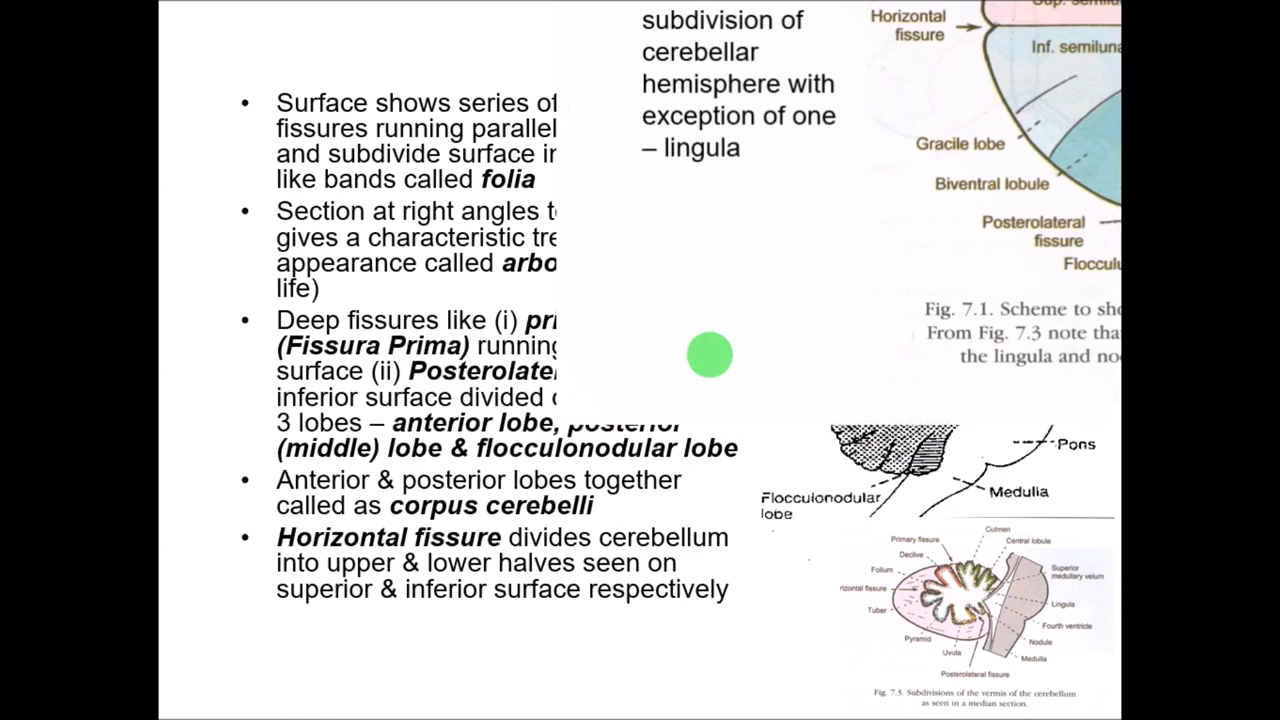 • Surface shows series of
fissures running parallel
and subdivide surface in
like bands called folia
• Section at right angles to
gives a characteristic tre
appearance called arbo
life)
• Deep fissures like (i) pri
(Fissura Prima) running
surface (ii) Posterolater
inferior surface divided
3 lobes – anterior lobe, posterior
(middle) lobe & flocculonodular lobe
• Anterior & posterior lobes together
called as corpus cerebelli
• Horizontal fissure divides cerebellum
into upper & lower halves seen on
superior & inferior surface respectively
subdivision of
cerebellar
hemisphere with
exception of one
– lingula
Horizontal
fissure
Inf. semiluna
Gracile lobe
Biventral lobule
Posterolateral
fissure
Floccul
Fig. 7.1. Scheme to sh
From Fig. 7.3 note tha
the lingula and no
Pons
Medulla
Flocculonodular
lobe
Culmen
Primary fissure
Central lobule
Declive
Folium
Superior
medullary velum
rizontal fissure
Lingula
Tuber
Fourth ventricle
Pyramid
Nodule
Uvula
Medulla
Posterolateral fissure
Fig. 7.3. Subdivisions of the vermis of the cerebellum
as seen in a median section.